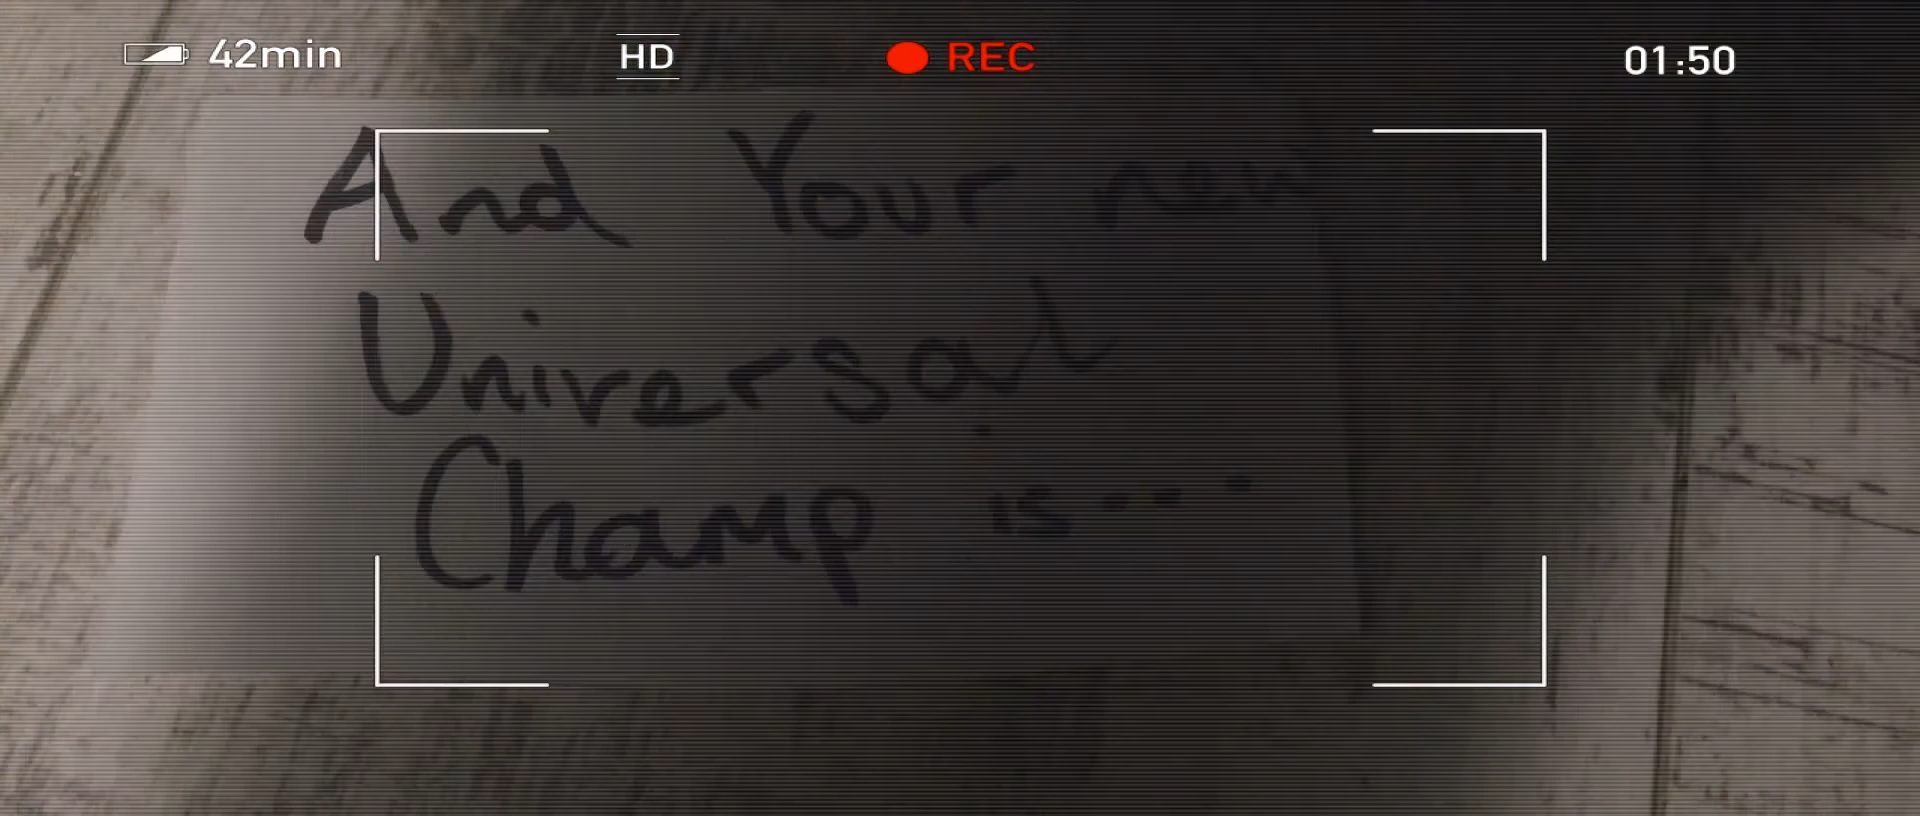 42min HD REC 01:50
And Your new
Universal
Champ is---